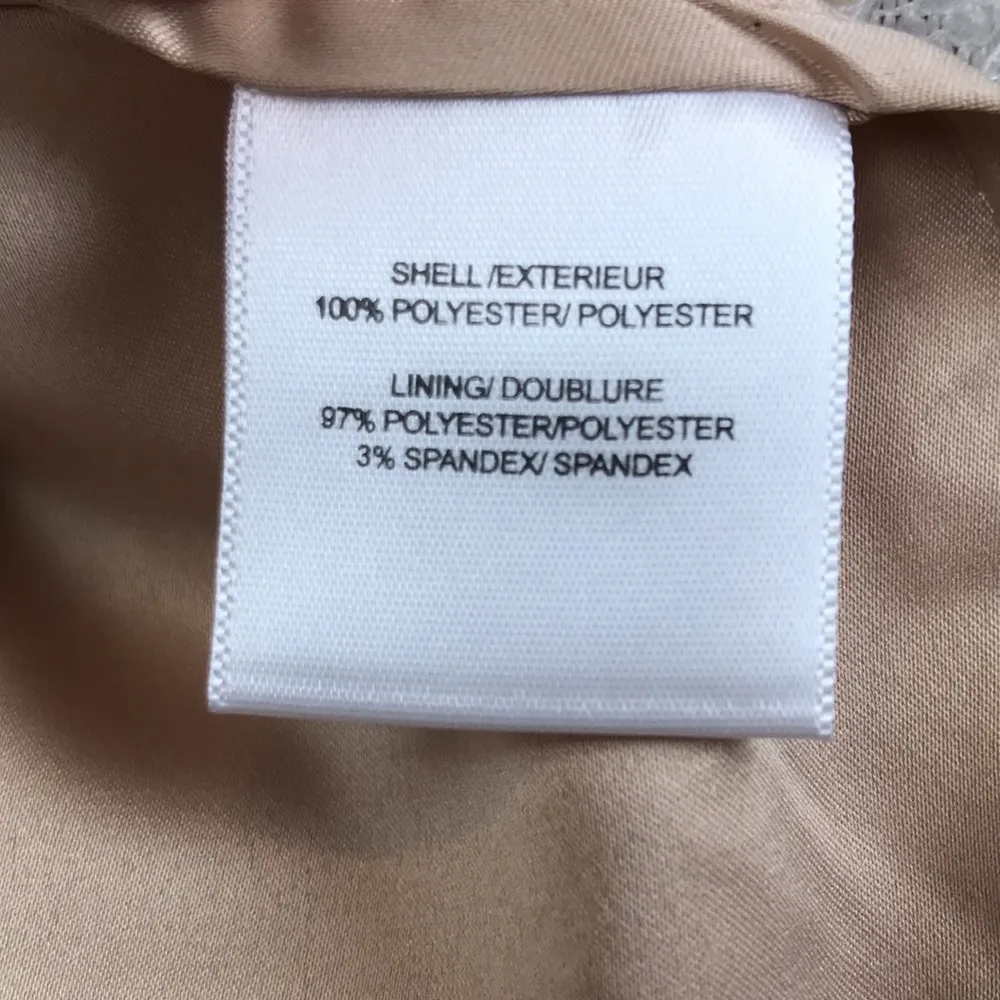 SHELL /EXTERIEUR
100% POLYESTER/ POLYESTER
LINING/ DOUBLURE
97% POLYESTER/POLYESTER
3% SPANDEX/ SPANDEX